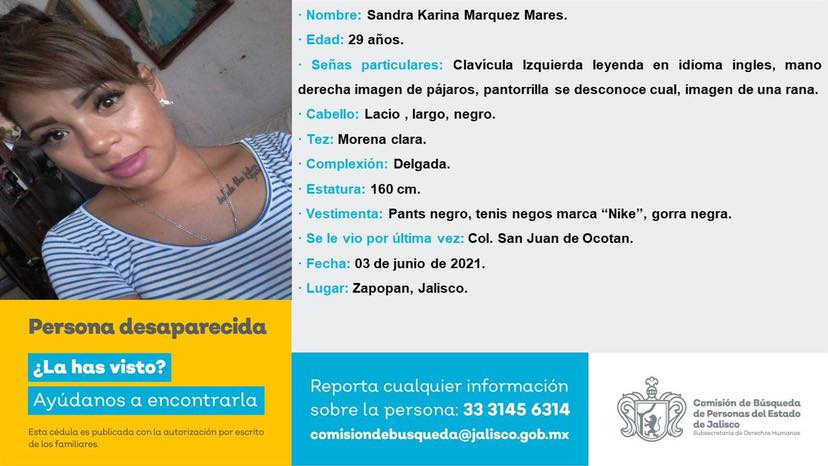 · Nombre: Sandra Karina Marquez Mares.
· Edad: 29 años.
· Señas particulares: Clavícula Izquierda leyenda en idioma ingles, mano
derecha imagen de pájaros, pantorrilla se desconoce cual, imagen de una rana.
· Cabello: Lacio , largo, negro.
· Tez: Morena clara.
· Complexión: Delgada.
· Estatura: 160 cm.
· Vestimenta: Pants negro, tenis negos marca “Nike”, gorra negra.
· Se le vio por última vez: Col. San Juan de Ocotan.
· Fecha: 03 de junio de 2021.
· Lugar: Zapopan, Jalisco.
Persona desaparecida
¿La has visto?
Ayúdanos a encontrarla
Esta cédula es publicada con la autorización por escrito
de los familiares.
Reporta cualquier información
sobre la persona: 33 3145 6314
comisiondebusqueda@jalisco.gob.mx
Comisión de Búsqueda
de Personas del Estado
de Jalisco
Subsecretaría de Derechos Humanos